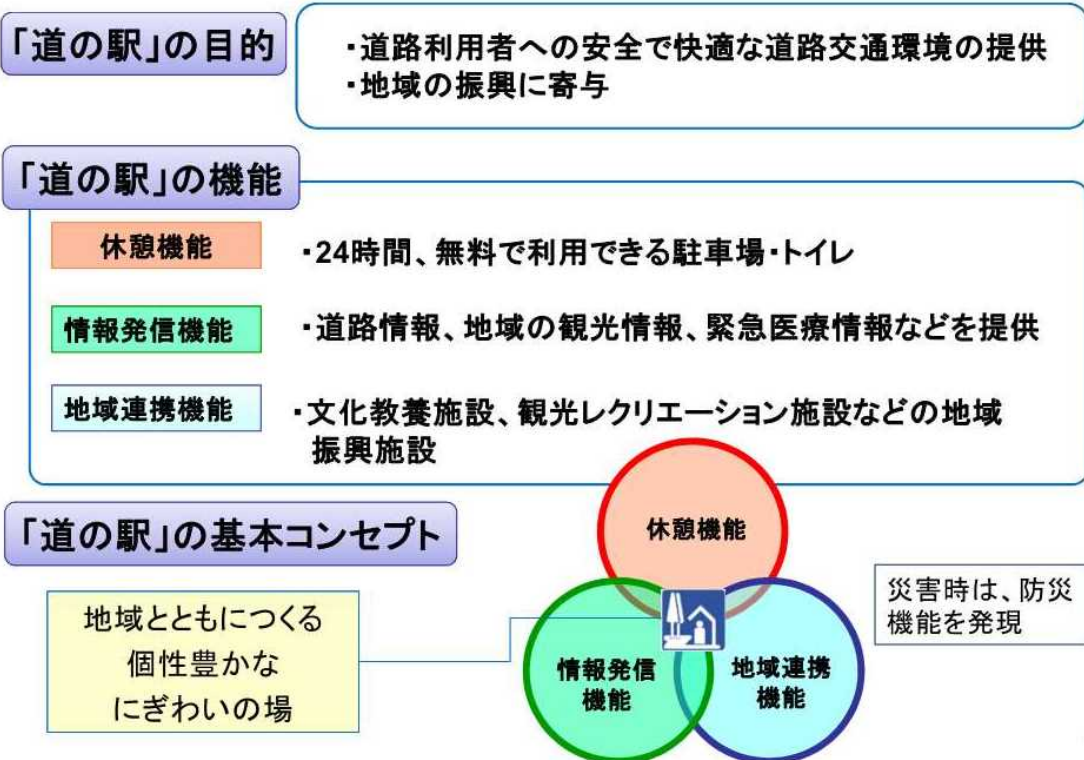 「道の駅」の目的
・道路利用者への安全で快適な道路交通環境の提供
・地域の振興に寄与
「道の駅」の機能
休憩機能
・24時間、無料で利用できる駐車場・トイレ
情報発信機能
・道路情報、地域の観光情報、緊急医療情報などを提供
地域連携機能
・文化教養施設、観光レクリエーション施設などの地域
振興施設
「道の駅」の基本コンセプト
地域とともにつくる
個性豊かな
にぎわいの場
休憩機能
情報発信
機能
地域連携
機能
災害時は、防災
機能を発現